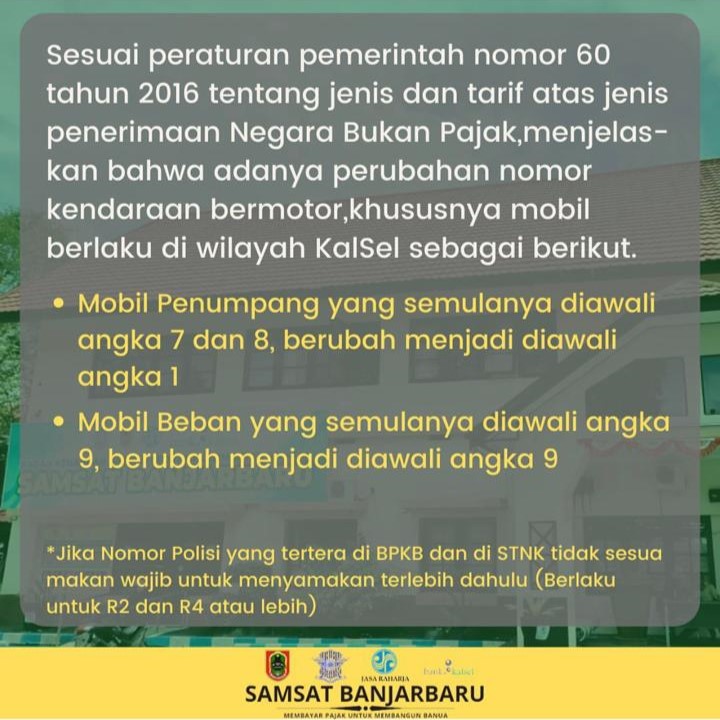 Sesuai peraturan pemerintah nomor 60
tahun 2016 tentang jenis dan tarif atas jenis
penerimaan Negara Bukan Pajak,menjelas-
kan bahwa adanya perubahan nomor
kendaraan bermotor,khususnya mobil
berlaku di wilayah KalSel sebagai berikut.
• Mobil Penumpang yang semulanya diawali
angka 7 dan 8, berubah menjadi diawali
angka 1
• Mobil Beban yang semulanya diawali angka
9, berubah menjadi diawali angka 9
SAMSAT BANJARBARU
*Jika Nomor Polisi yang tertera di BPKB dan di STNK tidak sesua
makan wajib untuk menyamakan terlebih dahulu (Berlaku
untuk R2 dan R4 atau lebih)
JASA RAHARJA
bank kalsel
SAMSAT BANJARBARU
MEMBAYAR PAJAK UNTUK MEMBANGUN BANUA